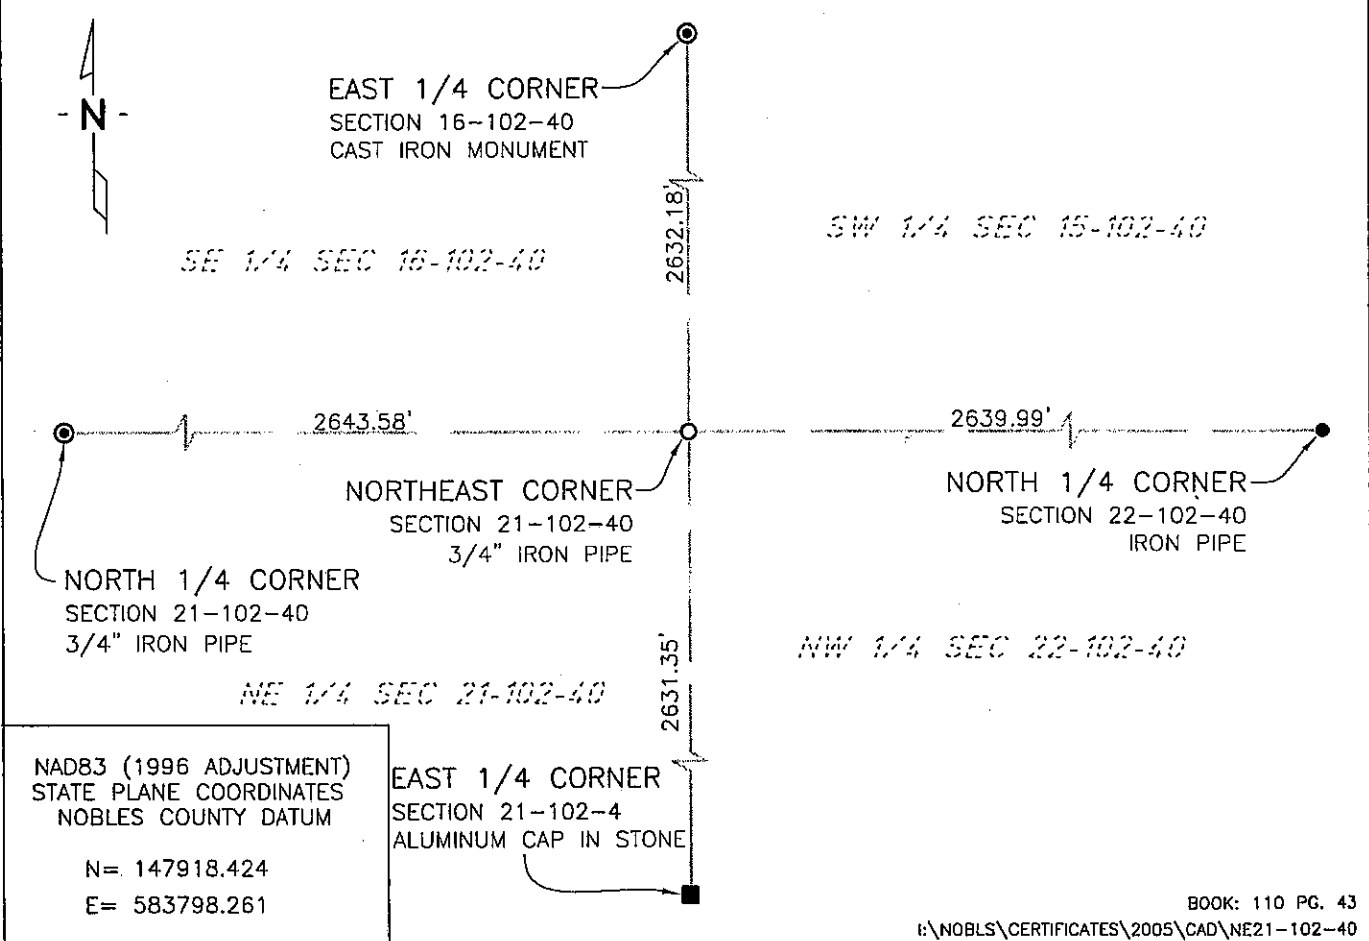 - N -
EAST 1/4 CORNER
SECTION 16-102-40
CAST IRON MONUMENT
2632.18'
SE 1/4 SEC 16-102-40
SW 1/4 SEC 15-102-40
2643.58'
2639.99'
NORTHEAST CORNER
SECTION 21-102-40
3/4" IRON PIPE
NORTH 1/4 CORNER
SECTION 22-102-40
IRON PIPE
NORTH 1/4 CORNER
SECTION 21-102-40
3/4" IRON PIPE
2631.35'
NW 1/4 SEC 22-102-40
NE 1/4 SEC 21-102-40
NAD83 (1996 ADJUSTMENT)
STATE PLANE COORDINATES
NOBLES COUNTY DATUM
N= 147918.424
E= 583798.261
EAST 1/4 CORNER
SECTION 21-102-4
ALUMINUM CAP IN STONE
BOOK: 110 PG. 43
I:\NOBLS\CERTIFICATES\2005\CAD\NE21-102-40